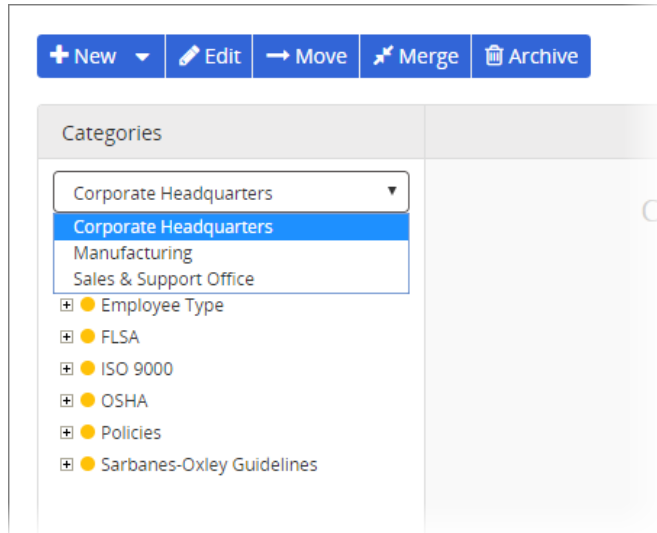 New Edit Move Merge Archive
Categories
Corporate Headquarters
Corporate Headquarters
Manufacturing
Sales & Support Office
Employee Type
FLSA
ISO 9000
OSHA
Policies
Sarbanes-Oxley Guidelines